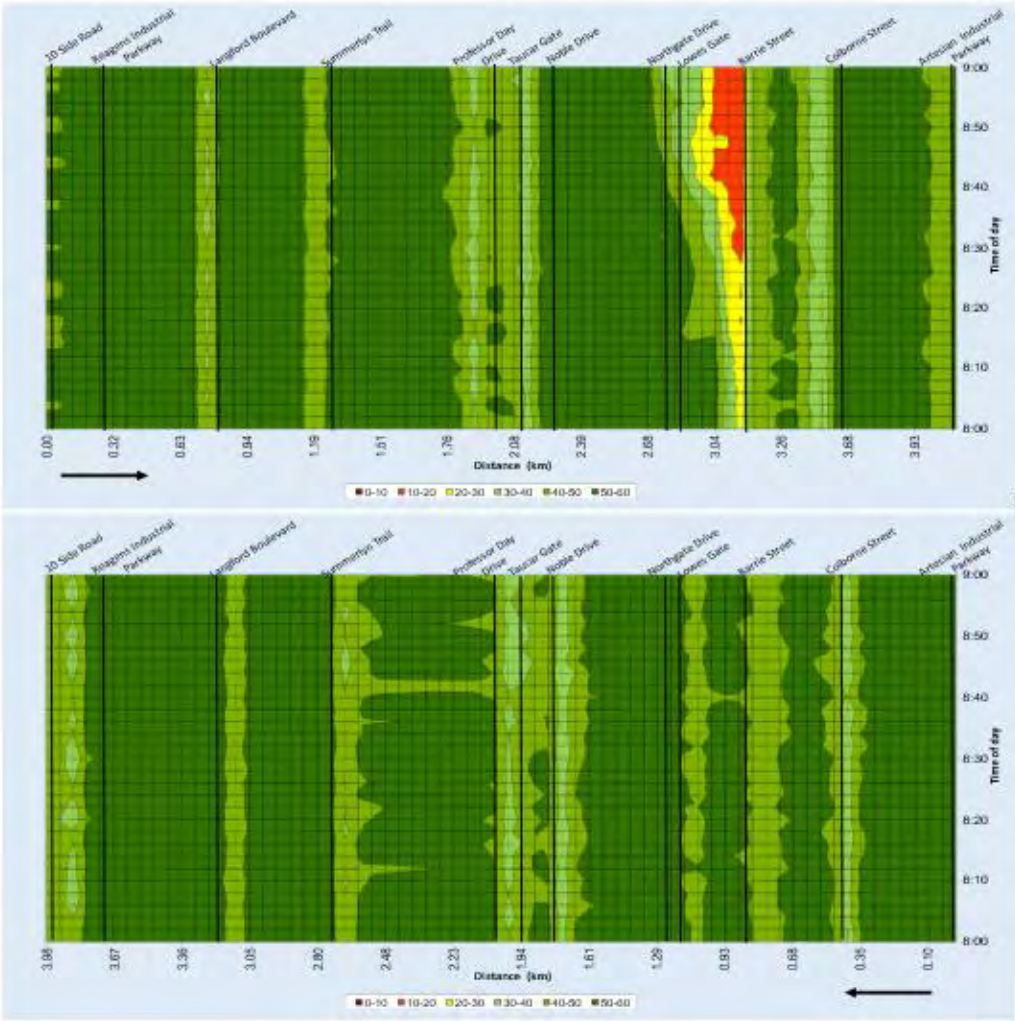 10 Side Road
Reagens Industrial
Parkway
Langford Boulevard
Summerlyn Trail
Professor Day
Drive
Taucar Gate
Noble Drive
Northgate Drive
Lowes Gate
Barrie Street
Colborne Street
Artesian Industrial
Parkway
9:00
8:50
8:40
8:30
8:20
8:10
8:00
Time of day
0.00 0.32 0.63 0.94 1.19 1.51 1.76 2.08 2.39 2.68 3.04 3.26 3.68 3.93
Distance (km)
0-10 10-20 20-30 30-40 40-50 50-60
10 Side Road
Reagens Industrial
Parkway
Langford Boulevard
Summerlyn Trail
Professor Day
Drive
Taucar Gate
Noble Drive
Northgate Drive
Lowes Gate
Barrie Street
Colborne Street
Artesian Industrial
Parkway
9:00
8:50
8:40
8:30
8:20
8:10
8:00
Time of day
3.98 3.67 3.36 3.05 2.80 2.48 2.23 1.94 1.61 1.29 0.93 0.68 0.35 0.10
Distance (km)
0-10 10-20 20-30 30-40 40-50 50-60